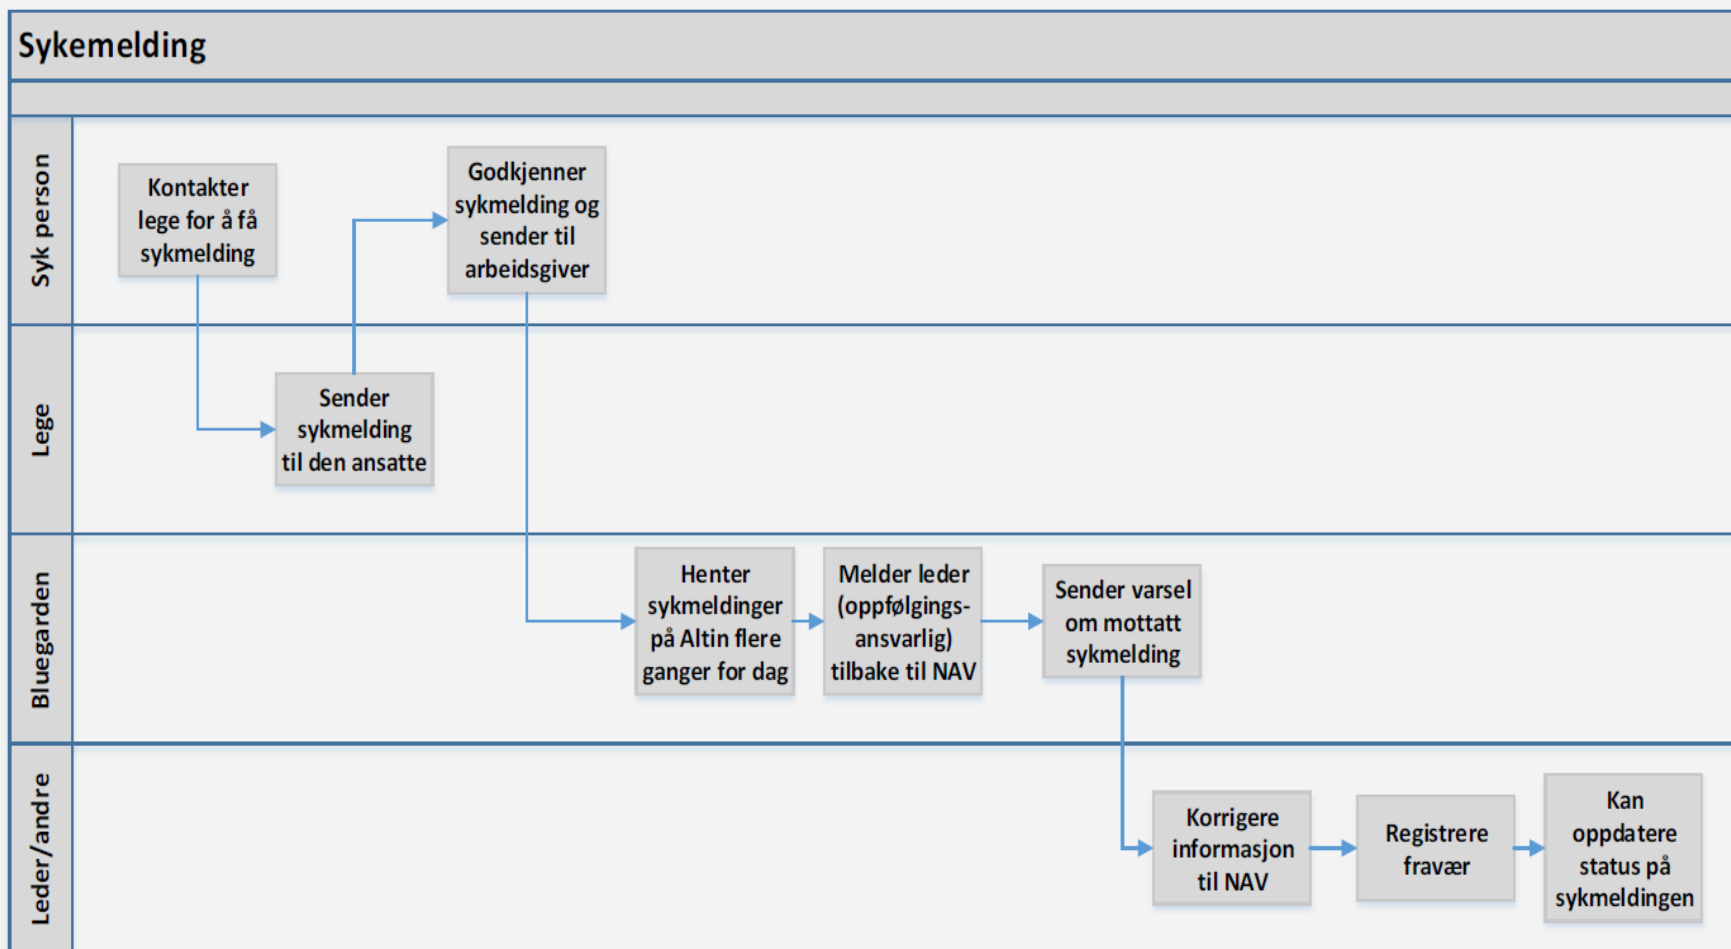 Sykemelding
Syk person
Kontakter
lege for å få
sykmelding
Godkjenner
sykmelding og
sender til
arbeidsgiver
Lege
Sender
sykmelding
til den ansatte
Bluegarden
Henter
sykmeldinger
på Altin flere
ganger for dag
Melder leder
(oppfølgings-
ansvarlig)
tilbake til NAV
Sender varsel
om mottatt
sykmelding
Leder/andre
Korrigere
informasjon
til NAV
Registrere
fravær
Kan
oppdatere
status på
sykmeldingen